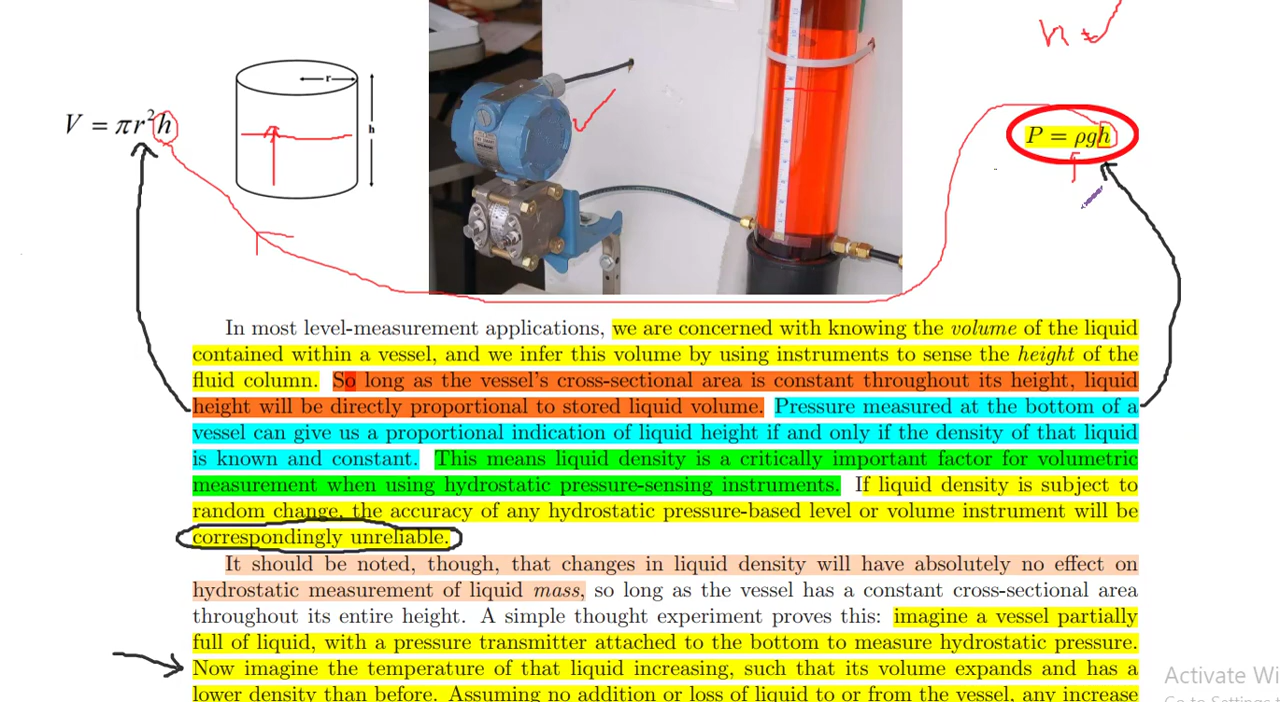 h =
V = πr²h
r
h
P = ρgh
In most level-measurement applications, we are concerned with knowing the volume of the liquid
contained within a vessel, and we infer this volume by using instruments to sense the height of the
fluid column. So long as the vessel's cross-sectional area is constant throughout its height, liquid
height will be directly proportional to stored liquid volume. Pressure measured at the bottom of a
vessel can give us a proportional indication of liquid height if and only if the density of that liquid
is known and constant. This means liquid density is a critically important factor for volumetric
measurement when using hydrostatic pressure-sensing instruments. If liquid density is subject to
random change, the accuracy of any hydrostatic pressure-based level or volume instrument will be
correspondingly unreliable.
It should be noted, though, that changes in liquid density will have absolutely no effect on
hydrostatic measurement of liquid mass, so long as the vessel has a constant cross-sectional area
throughout its entire height. A simple thought experiment proves this: imagine a vessel partially
full of liquid, with a pressure transmitter attached to the bottom to measure hydrostatic pressure.
Now imagine the temperature of that liquid increasing, such that its volume expands and has a
lower density than before. Assuming no addition or loss of liquid to or from the vessel, any increase
Activate Wi